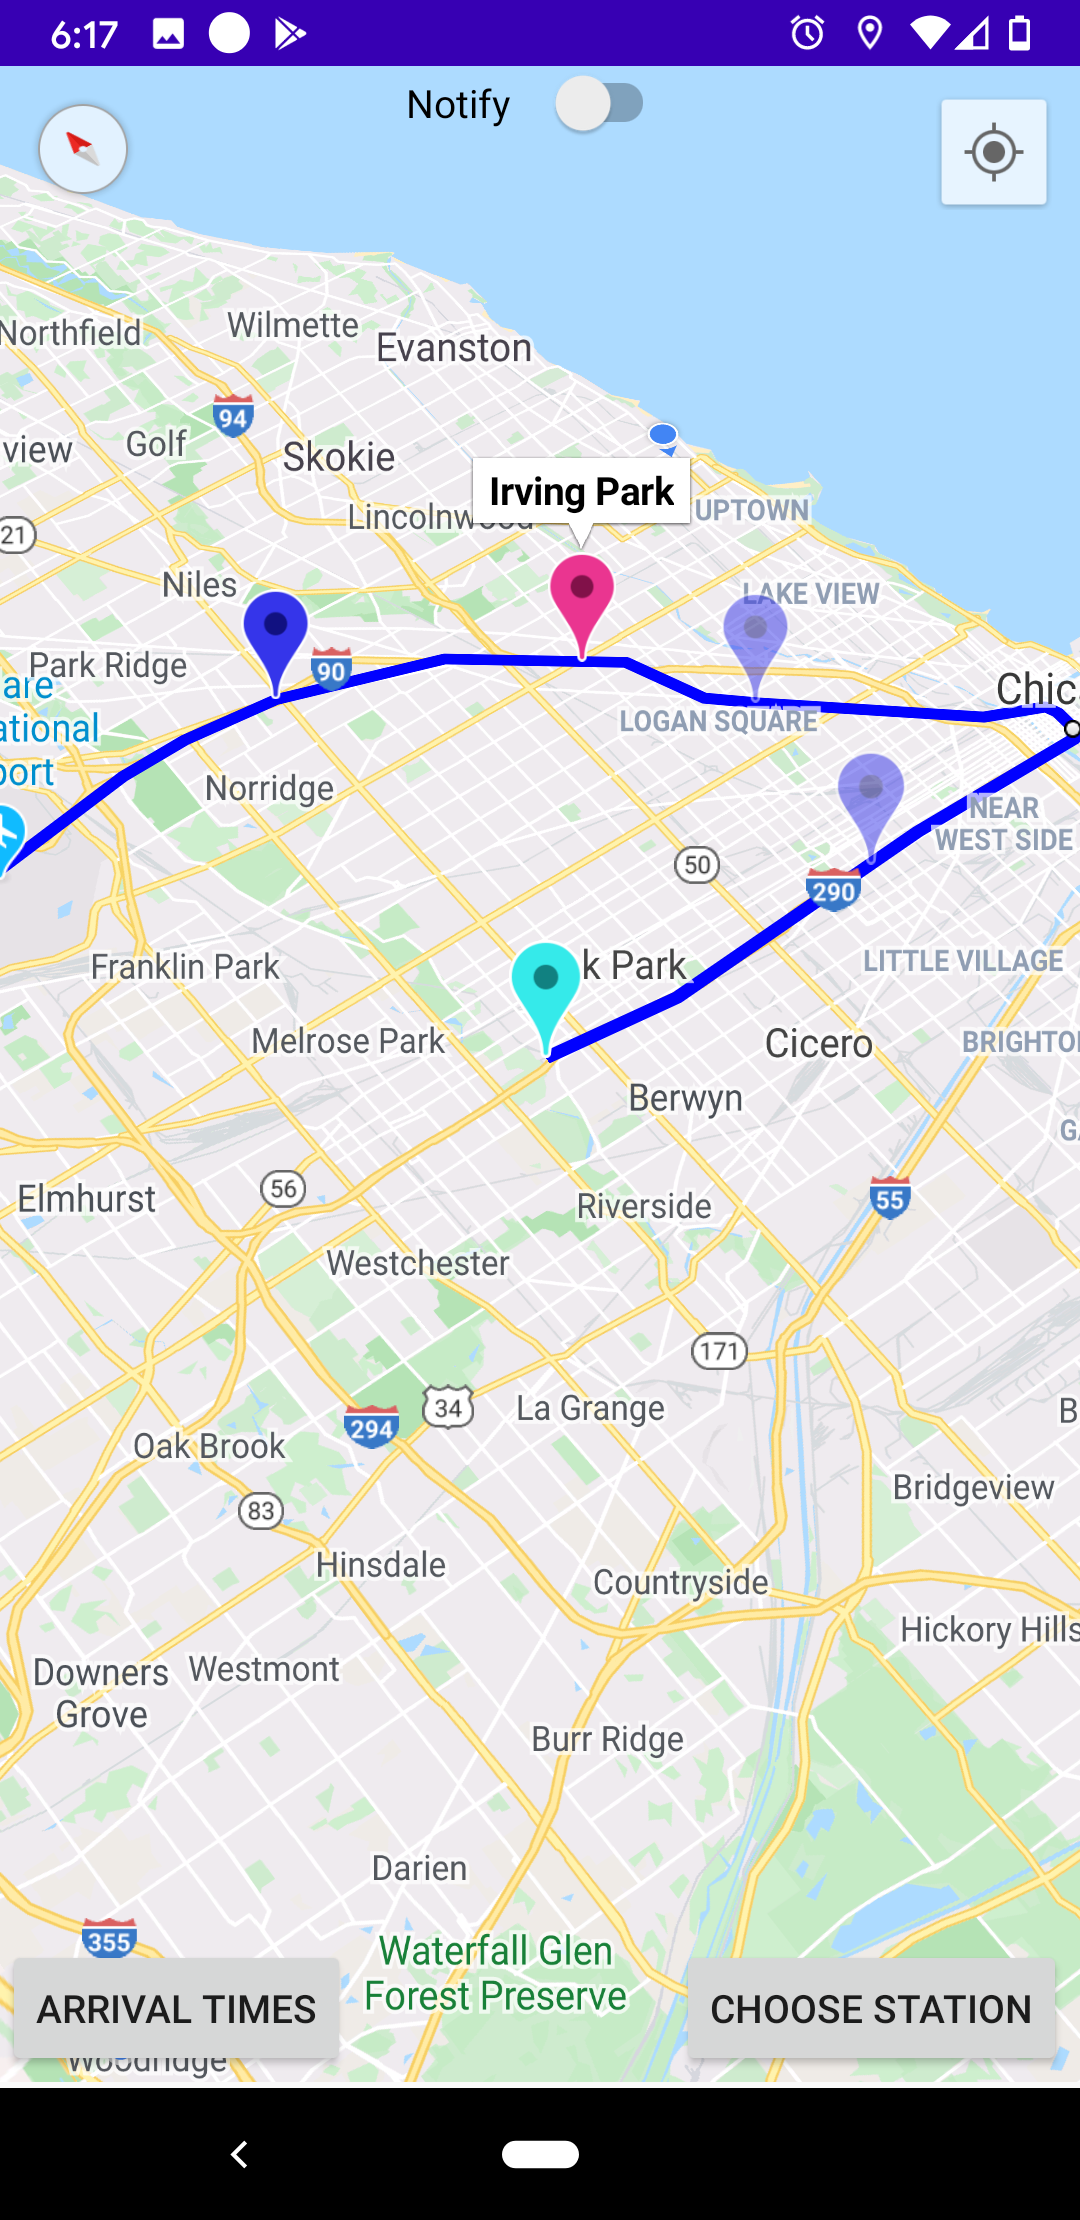 6:17
Notify
Northfield
Wilmette
Evanston
94
view
Golf
Skokie
Irving Park
UPTOWN
Lincolnwood
21
Niles
LAKE VIEW
Park Ridge
90
are
ational
port
Chic
LOGAN SQUARE
Norridge
NEAR
WEST SIDE
50
290
Franklin Park
k Park
LITTLE VILLAGE
Melrose Park
Cicero
BRIGHTO
Berwyn
GA
Elmhurst
56
Riverside
55
Westchester
171
34
La Grange
B
294
Oak Brook
Bridgeview
83
Hinsdale
Countryside
Hickory Hills
Downers
Grove
Westmont
Burr Ridge
Darien
355
Waterfall Glen
Forest Preserve
ARRIVAL TIMES
CHOOSE STATION
Woodridge